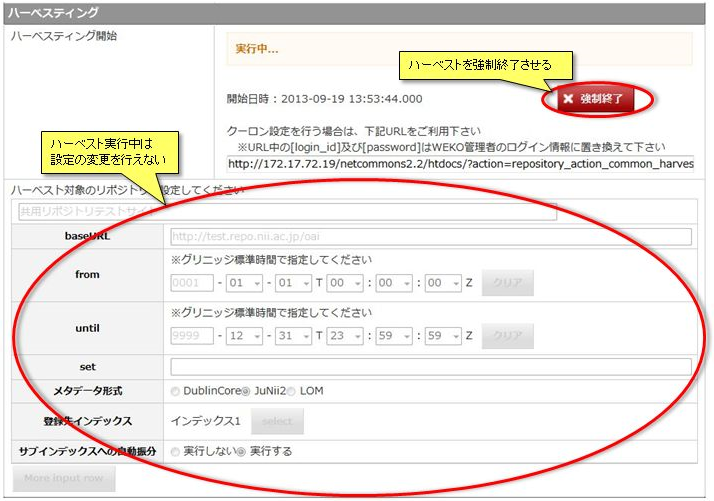 ハーベスティング
ハーベスティング開始
実行中...
ハーベストを強制終了させる
開始日時 : 2013-09-19 13:53:44.000
強制終了
クーロン設定を行う場合は、下記URLをご利用下さい
※URL中の[login_id]及び[password]はWEKO管理者のログイン情報に置き換えて下さい
http://172.17.72.19/netcommons2.2/htdocs/?action=repository_action_common_harves
ハーベスト実行中は
設定の変更を行えない
ハーベスト対象のリポジトリ 設定してください
共用リポジトリテストサイ
baseURL http://test.repo.nii.ac.jp/oai
※グリニッジ標準時間で指定してください
from 0001 - 01 - 01 T 00 : 00 : 00 Z クリア
※グリニッジ標準時間で指定してください
until 9999 - 12 - 31 T 23 : 59 : 59 Z クリア
set
メタデータ形式 DublinCore JuNii2 LOM
登録先インデックス インデックス1 select
サブインデックスへの自動振分 実行しない 実行する
More input row